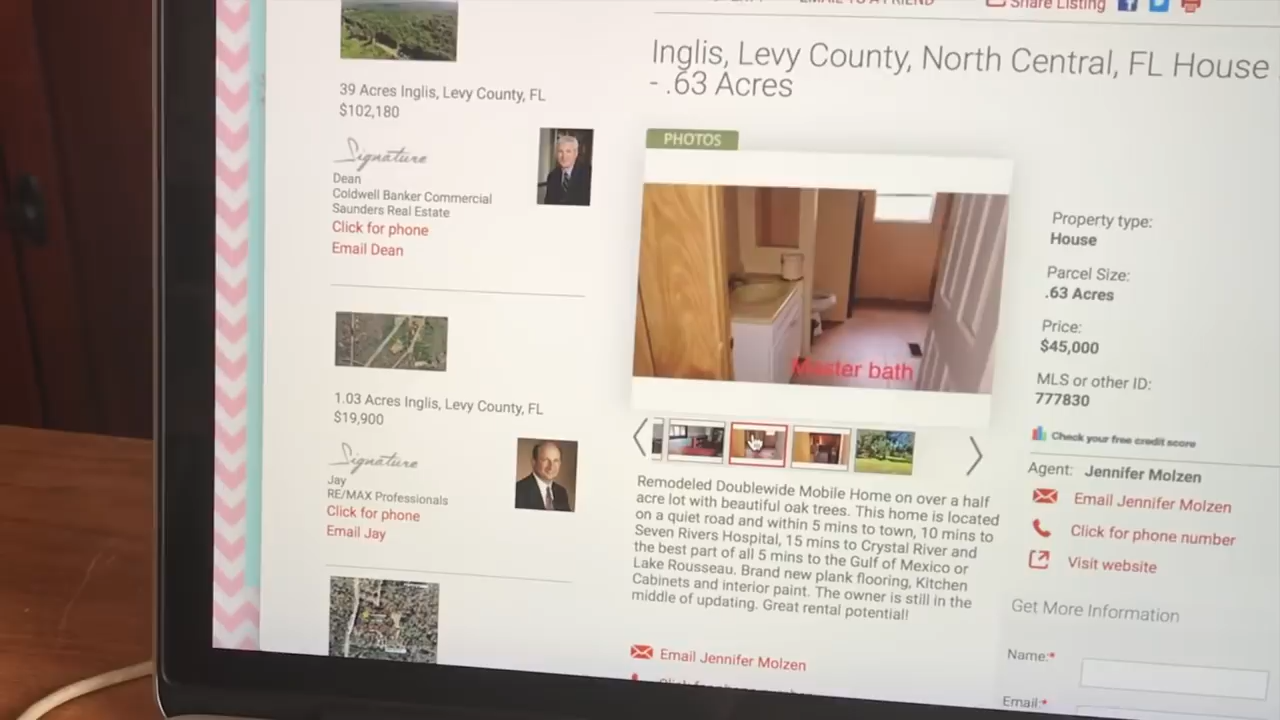 Share Listing
Inglis, Levy County, North Central, FL House
- .63 Acres
39 Acres Inglis, Levy County, FL
$102,180
Signature
Dean
Coldwell Banker Commercial
Saunders Real Estate
Click for phone
Email Dean
1.03 Acres Inglis, Levy County, FL
$19,900
Signature
Jay
RE/MAX Professionals
Click for phone
Email Jay
PHOTOS
Master bath
Remodeled Doublewide Mobile Home on over a half
acre lot with beautiful oak trees. This home is located
on a quiet road and within 5 mins to town, 10 mins to
Seven Rivers Hospital, 15 mins to Crystal River and
the best part of all 5 mins to the Gulf of Mexico or
Lake Rousseau. Brand new plank flooring, Kitchen
Cabinets and interior paint. The owner is still in the
middle of updating. Great rental potential!
Email Jennifer Molzen
Property type:
House
Parcel Size:
.63 Acres
Price:
$45,000
MLS or other ID:
777830
Check your free credit score
Agent: Jennifer Molzen
Email Jennifer Molzen
Click for phone number
Visit website
Get More Information
Name:*
Email:*